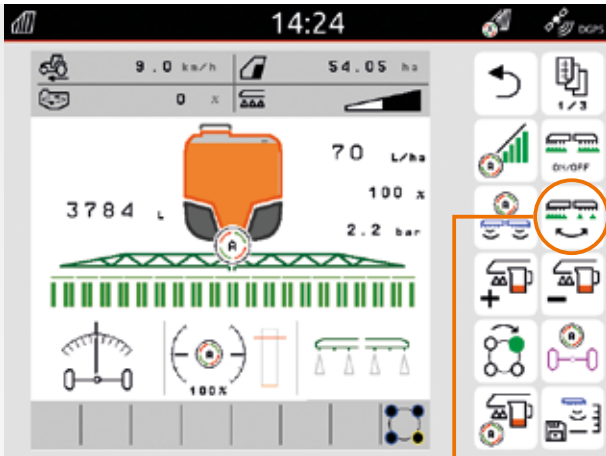 14:24
DGPS
9.0 km/h
54.05 ha
0 %
1/3
70 L/ha
ON/OFF
100 %
3784 L
2.2 bar
A
A
A
A
+
-
100%
A
A